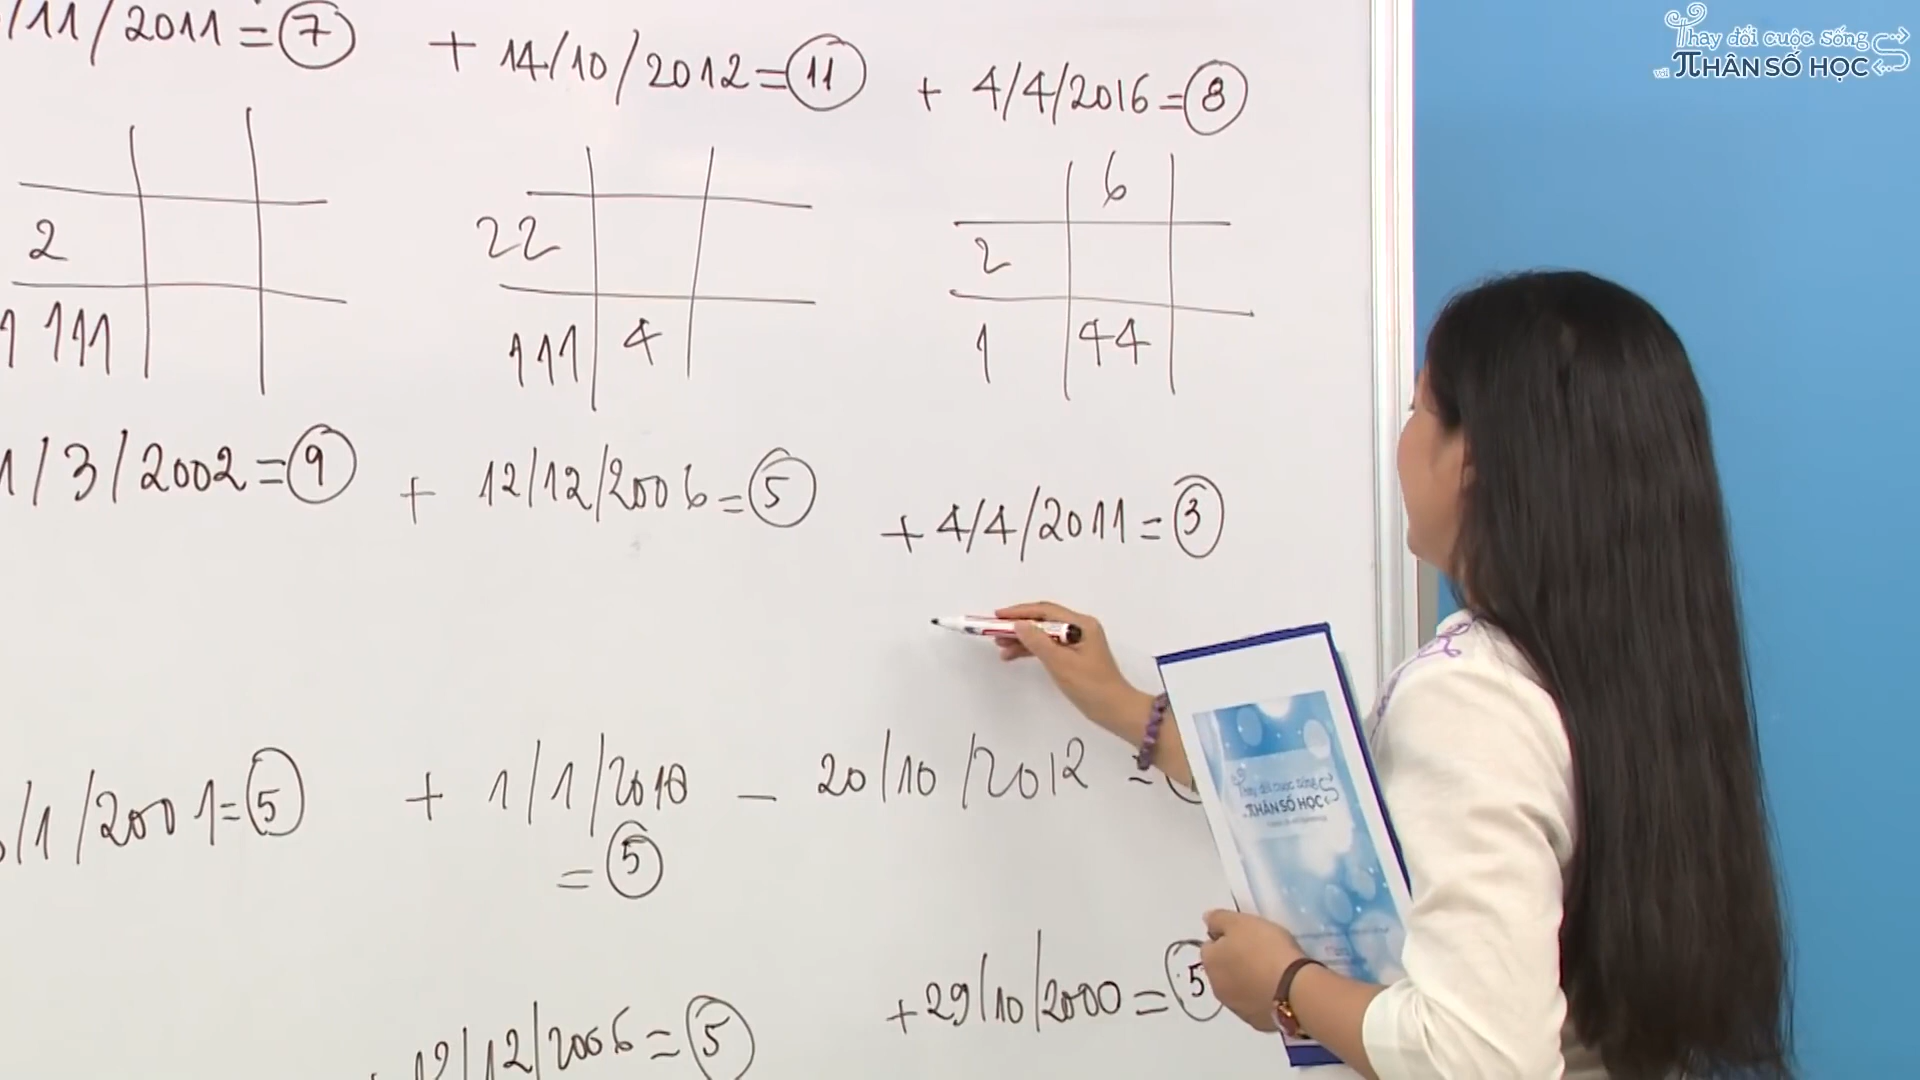 Thay đổi cuộc sống
với THẦN SỐ HỌC
/11/2011 = 7
+ 14/10/2012 = 11
+ 4/4/2016 = 8
2
1 111
22
111 4
6
2
1 44
1/3/2002 = 9
+ 12/12/2006 = 5
+ 4/4/2011 = 3
/1/2001 = 5
+ 1/1/2010
= 5
- 20/10/2012 =
12/12/2006 = 5
+ 29/10/2000 = 5
Thay đổi cuộc sống
THẦN SỐ HỌC